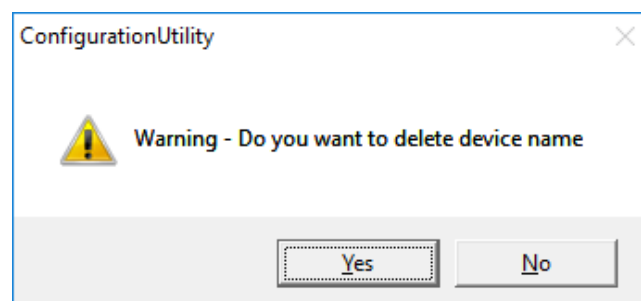 ConfigurationUtility
Warning - Do you want to delete device name
Yes
No